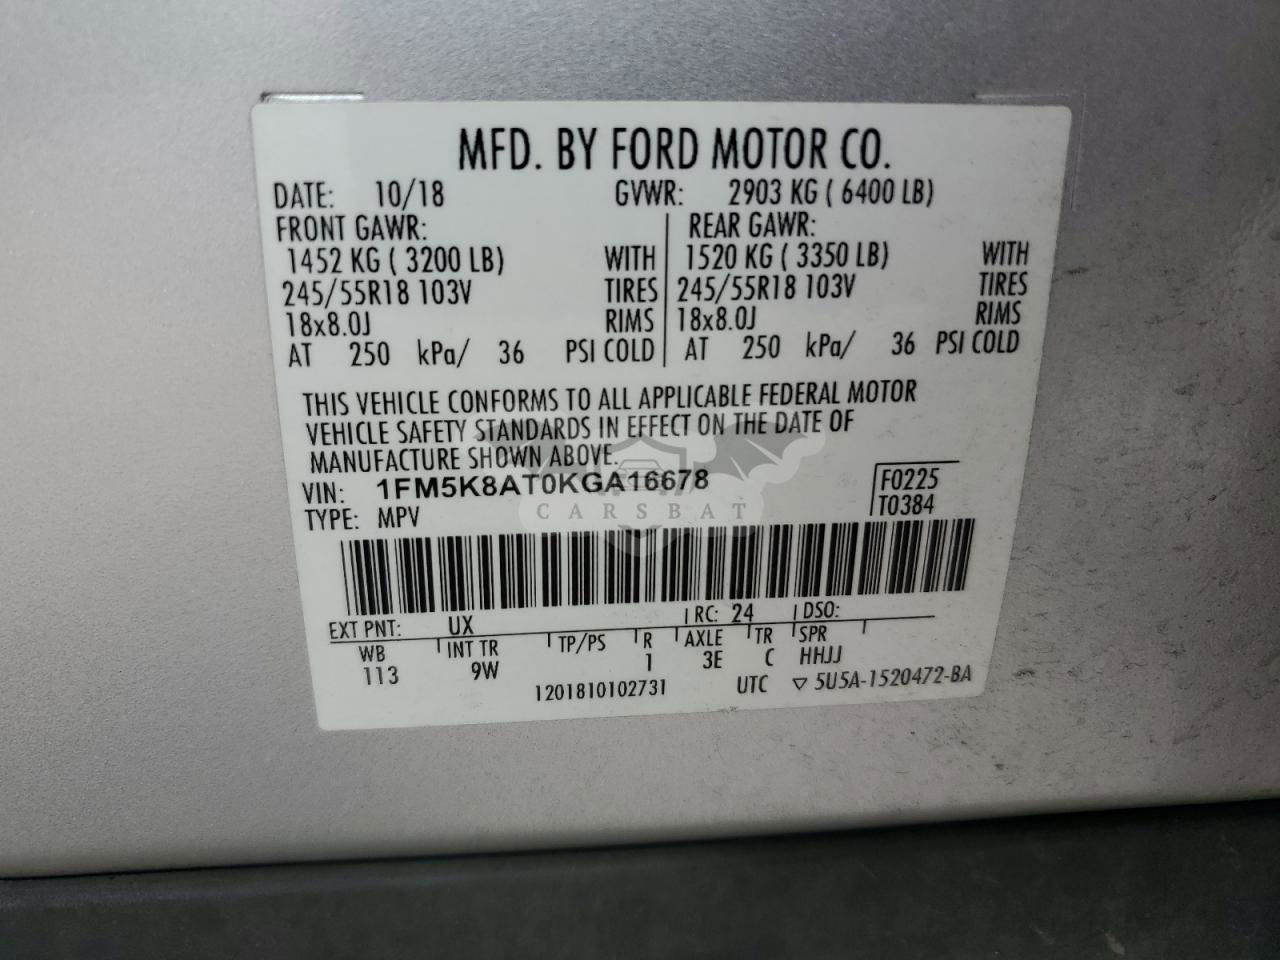 MFD. BY FORD MOTOR CO.
DATE: 10/18 GVWR: 2903 KG ( 6400 LB)
FRONT GAWR: REAR GAWR:
1452 KG ( 3200 LB) WITH 1520 KG ( 3350 LB) WITH
245/55R18 103V TIRES 245/55R18 103V TIRES
18x8.0J RIMS 18x8.0J RIMS
AT 250 kPa/ 36 PSI COLD AT 250 kPa/ 36 PSI COLD
THIS VEHICLE CONFORMS TO ALL APPLICABLE FEDERAL MOTOR
VEHICLE SAFETY STANDARDS IN EFFECT ON THE DATE OF
MANUFACTURE SHOWN ABOVE.
VIN: 1FM5K8AT0KGA16678 F0225
TYPE: MPV T0384
CARSBAT
EXT PNT: UX RC: 24 DSO:
WB INT TR TP/PS R AXLE TR SPR
113 9W 1 3E C HHJJ
1201810102731 UTC ▽ 5U5A-1520472-BA